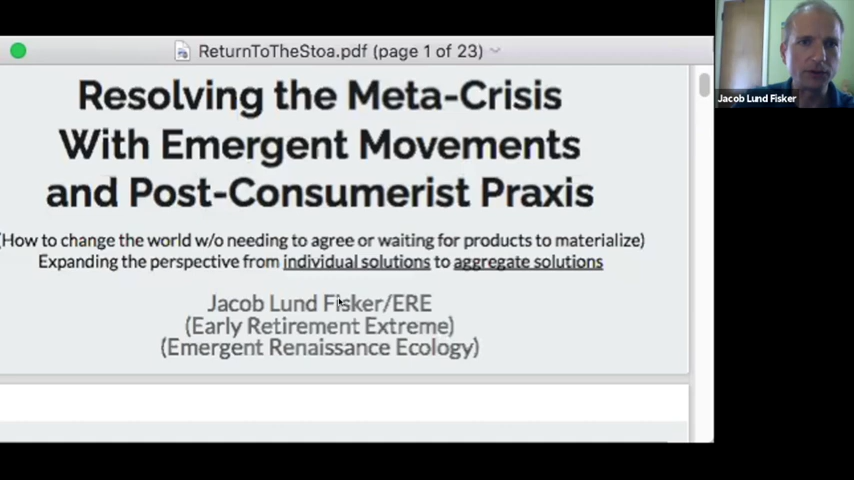 ReturnToTheStoa.pdf (page 1 of 23)
Jacob Lund Fisker
Resolving the Meta-Crisis
With Emergent Movements
and Post-Consumerist Praxis
(How to change the world w/o needing to agree or waiting for products to materialize)
Expanding the perspective from individual solutions to aggregate solutions
Jacob Lund Fisker/ERE
(Early Retirement Extreme)
(Emergent Renaissance Ecology)